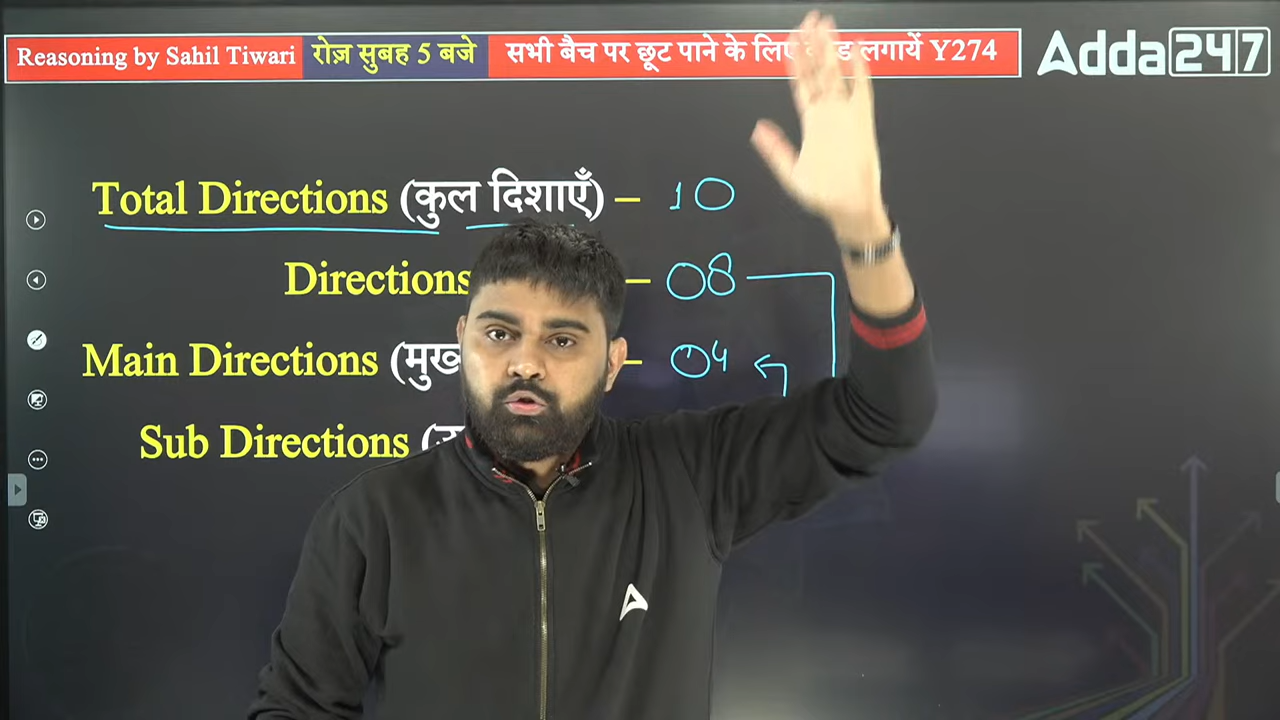 Reasoning by Sahil Tiwari रोज़ सुबह 5 बजे सभी बैच पर छूट पाने के लिए लगायें Y274 Adda247
Total Directions (कुल दिशाएँ) – 10
Directions – 08
Main Directions ( – 04
Sub Directions (